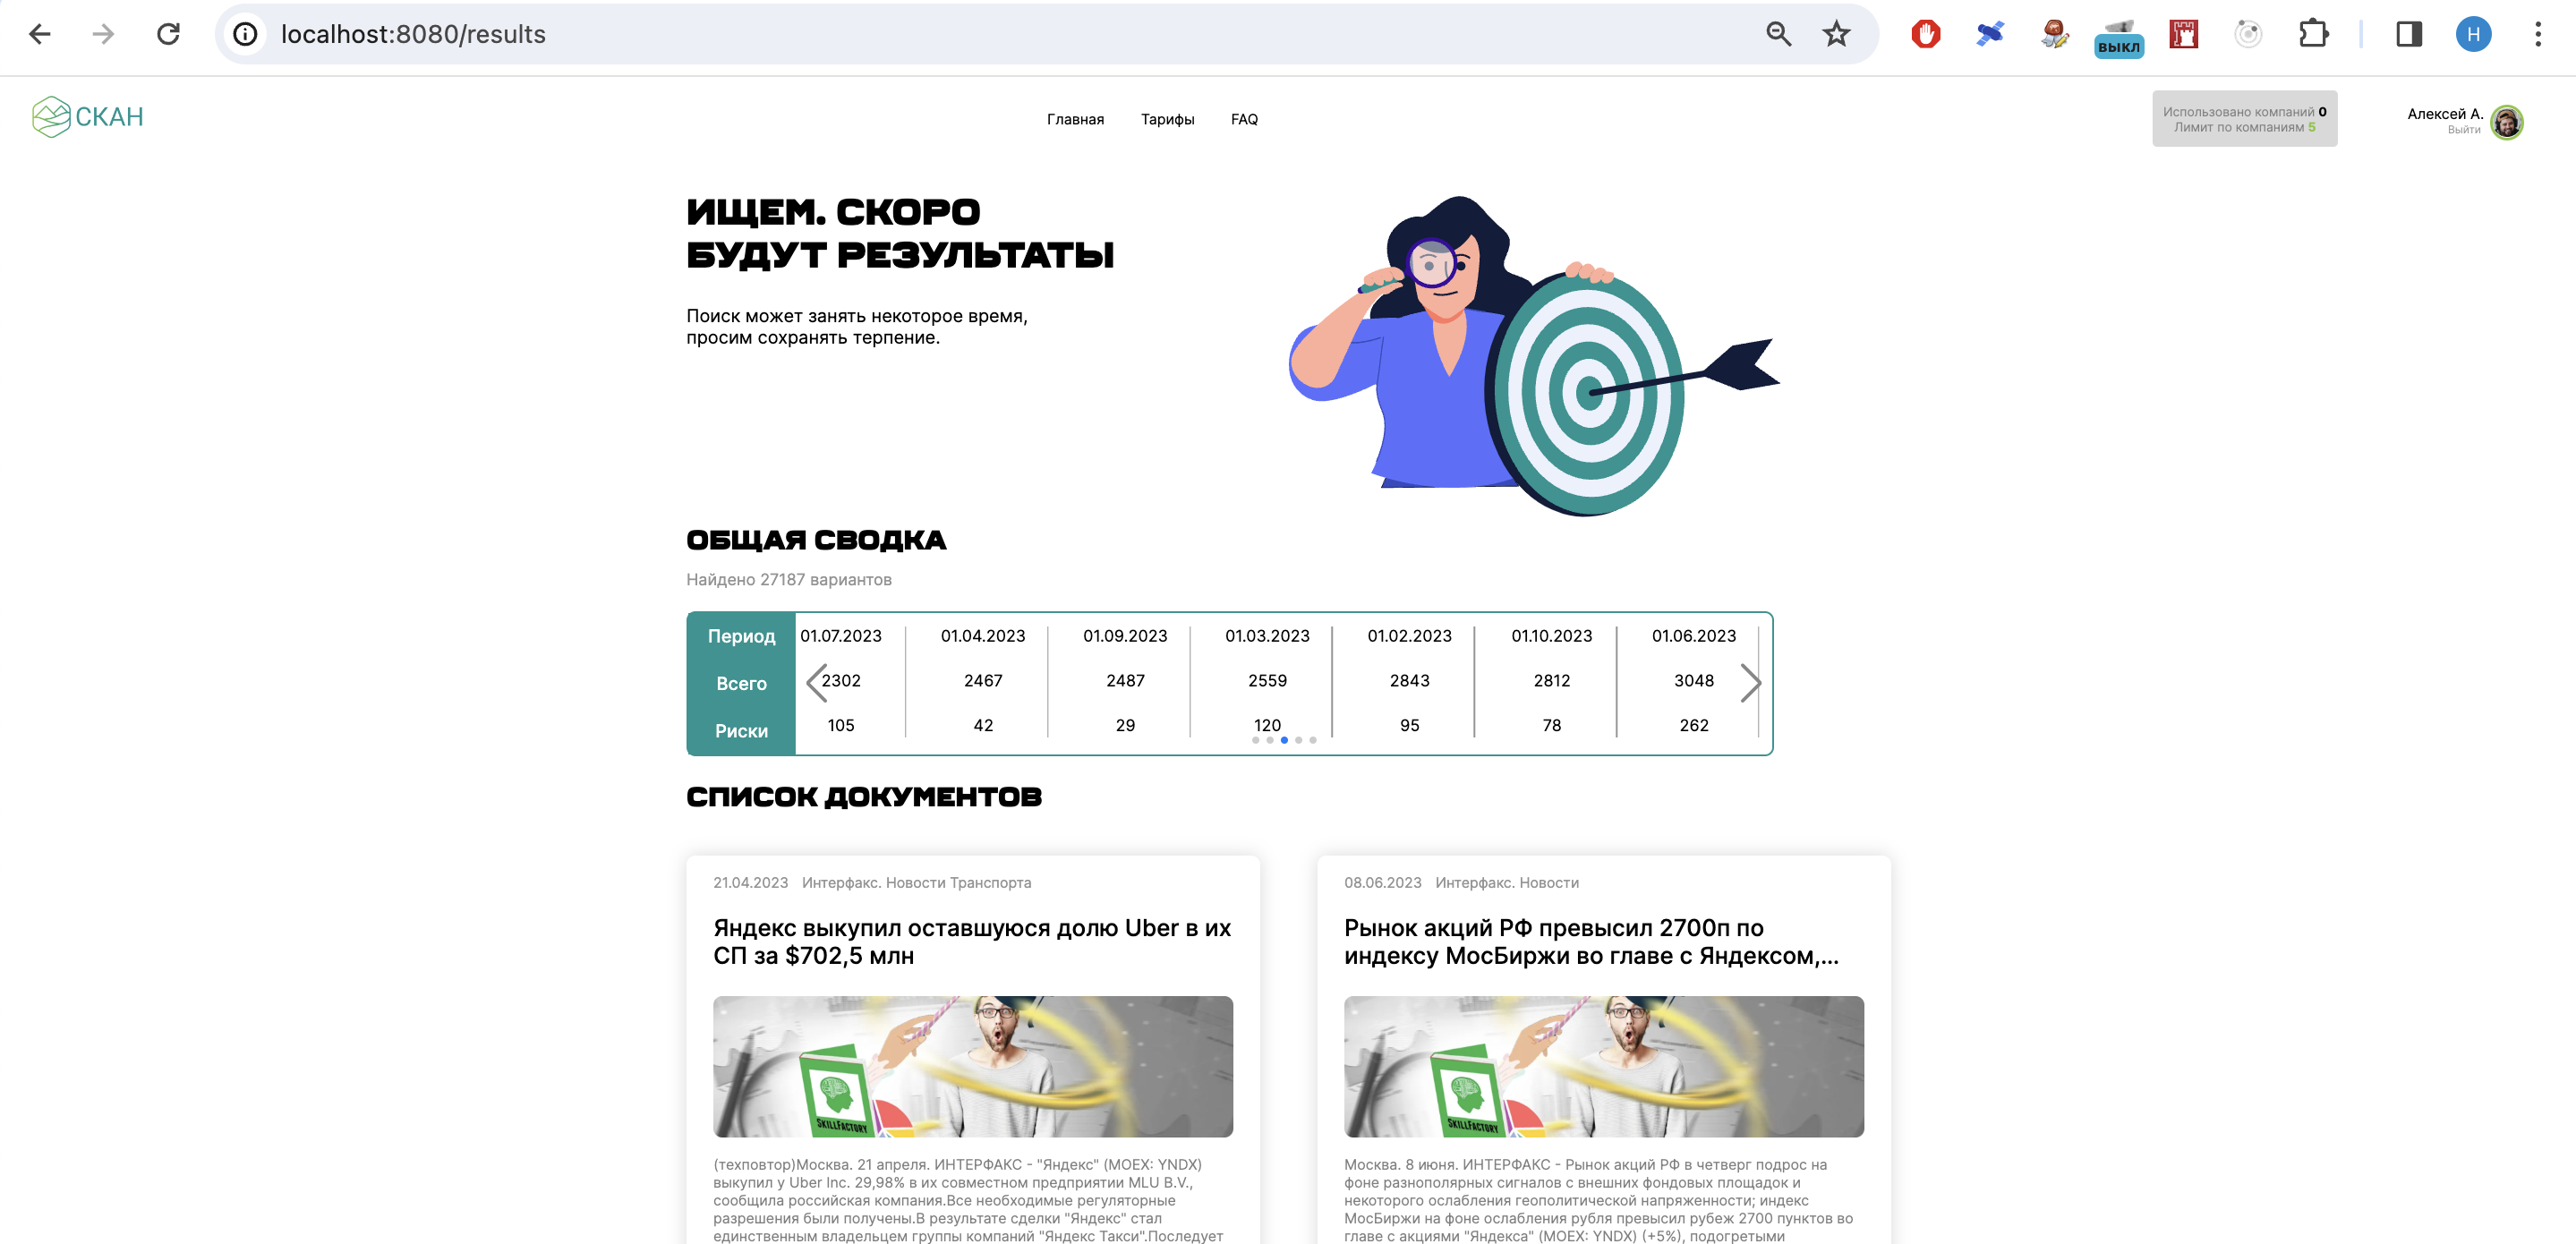 localhost:8080/results
ВЫКЛ
H
СКАН
Главная Тарифы FAQ
Использовано компаний 0
Лимит по компаниям 5
Алексей А.
Выйти
ИЩЕМ. СКОРО
БУДУТ РЕЗУЛЬТАТЫ
Поиск может занять некоторое время,
просим сохранять терпение.
ОБЩАЯ СВОДКА
Найдено 27187 вариантов
Период 01.07.2023 01.04.2023 01.09.2023 01.03.2023 01.02.2023 01.10.2023 01.06.2023
Всего 2302 2467 2487 2559 2843 2812 3048
Риски 105 42 29 120 95 78 262
СПИСОК ДОКУМЕНТОВ
21.04.2023 Интерфакс. Новости Транспорта
Яндекс выкупил оставшуюся долю Uber в их
СП за $702,5 млн
SKILLFACTORY
(техповтор)Москва. 21 апреля. ИНТЕРФАКС - "Яндекс" (MOEX: YNDX)
выкупил у Uber Inc. 29,98% в их совместном предприятии MLU B.V.,
сообщила российская компания.Все необходимые регуляторные
разрешения были получены.В результате сделки "Яндекс" стал
единственным владельцем группы компаний "Яндекс Такси".Последует
08.06.2023 Интерфакс. Новости
Рынок акций РФ превысил 2700п по
индексу МосБиржи во главе с Яндексом,...
SKILLFACTORY
Москва. 8 июня. ИНТЕРФАКС - Рынок акций РФ в четверг подрос на
фоне разнополярных сигналов с внешних фондовых площадок и
некоторого ослабления геополитической напряженности; индекс
МосБиржи на фоне ослабления рубля превысил рубеж 2700 пунктов во
главе с акциями "Яндекса" (MOEX: YNDX) (+5%), подогретыми